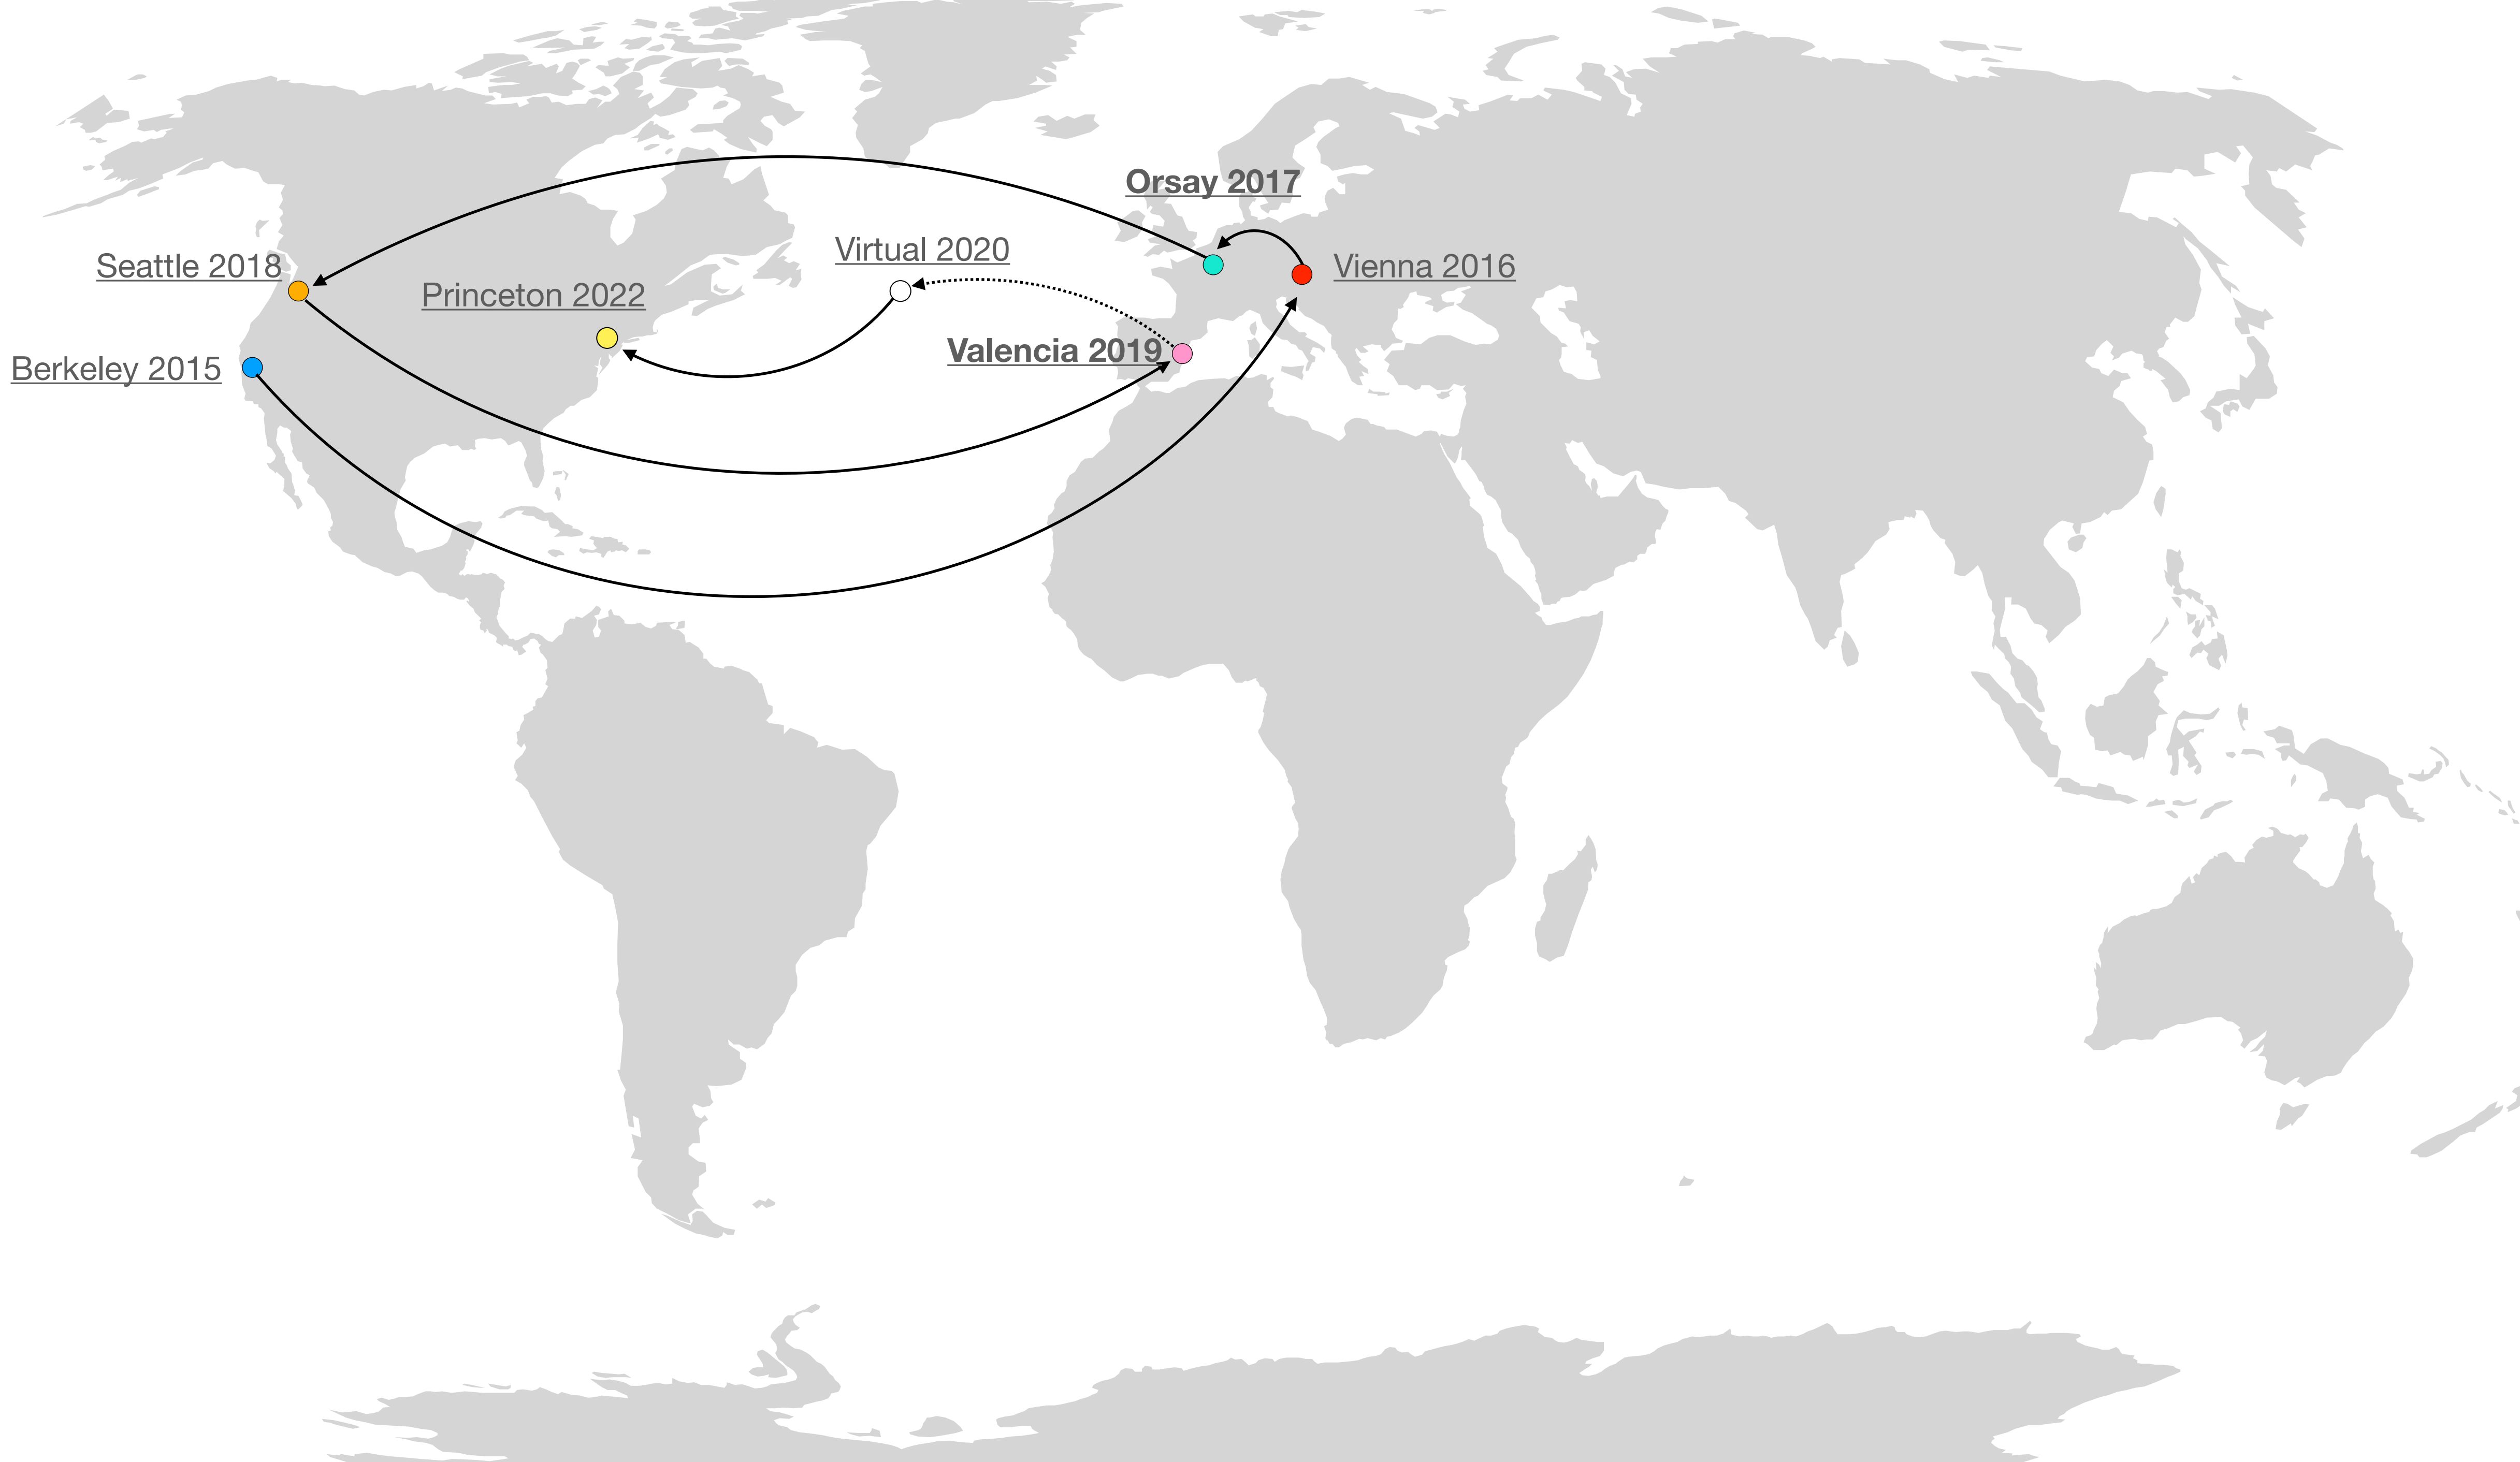 Orsay 2017
Virtual 2020
Seattle 2018
Vienna 2016
Princeton 2022
Valencia 2019
Berkeley 2015